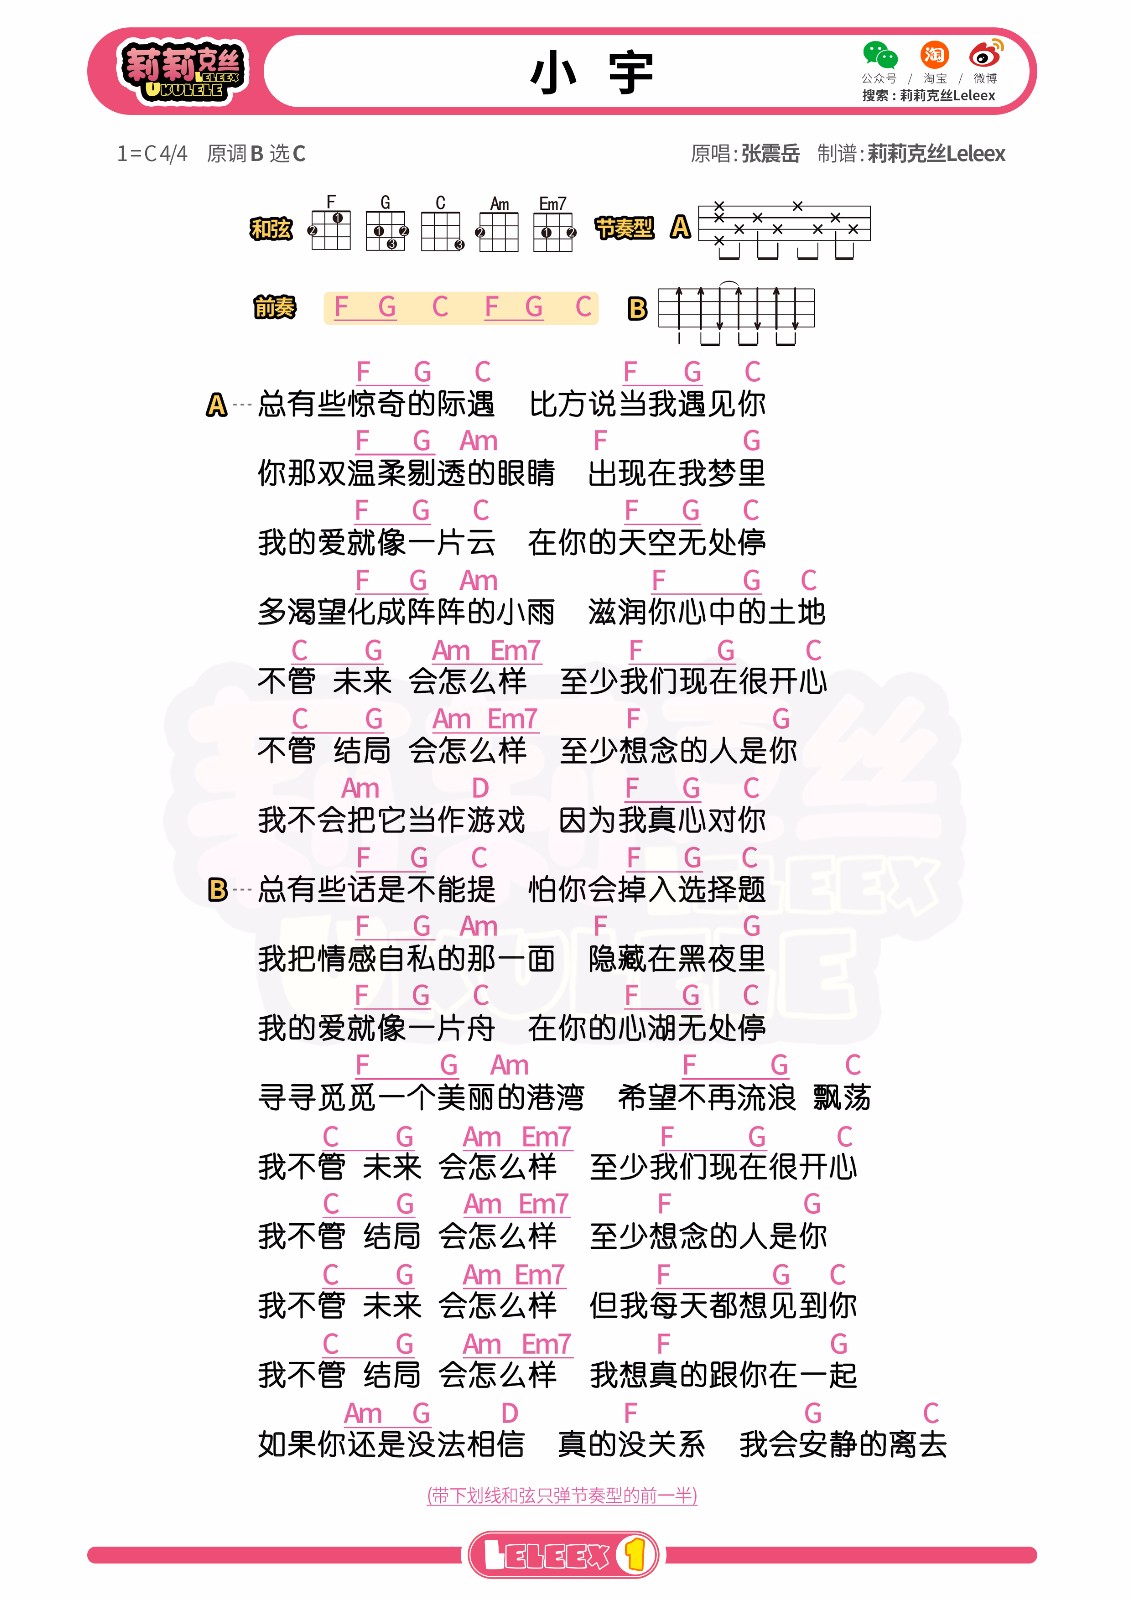 莉莉克丝
LELEEX
UKULELE
小 宇
公众号 / 淘宝 / 微博
搜索：莉莉克丝Leleex
1=C 4/4 原调B 选C
原唱：张震岳 制谱：莉莉克丝Leleex
F G C Am Em7
和弦 节奏型 A
前奏 F G C F G C B
F G C F G C
A 总有些惊奇的际遇 比方说当我遇见你
F G Am F G
你那双温柔剔透的眼睛 出现在我梦里
F G C F G C
我的爱就像一片云 在你的天空无处停
F G Am F G C
多渴望化成阵阵的小雨 滋润你心中的土地
C G Am Em7 F G C
不管 未来 会怎么样 至少我们现在很开心
C G Am Em7 F G
不管 结局 会怎么样 至少想念的人是你
Am D F G C
我不会把它当作游戏 因为我真心对你
F G C F G C
B 总有些话是不能提 怕你会掉入选择题
F G Am F G
我把情感自私的那一面 隐藏在黑夜里
F G C F G C
我的爱就像一片舟 在你的心湖无处停
F G Am F G C
寻寻觅觅一个美丽的港湾 希望不再流浪 飘荡
C G Am Em7 F G C
我不管 未来 会怎么样 至少我们现在很开心
C G Am Em7 F G
我不管 结局 会怎么样 至少想念的人是你
C G Am Em7 F G C
我不管 未来 会怎么样 但我每天都想见到你
C G Am Em7 F G
我不管 结局 会怎么样 我想真的跟你在一起
Am G D F G C
如果你还是没法相信 真的没关系 我会安静的离去
(带下划线和弦只弹节奏型的前一半)
LELEEX 1